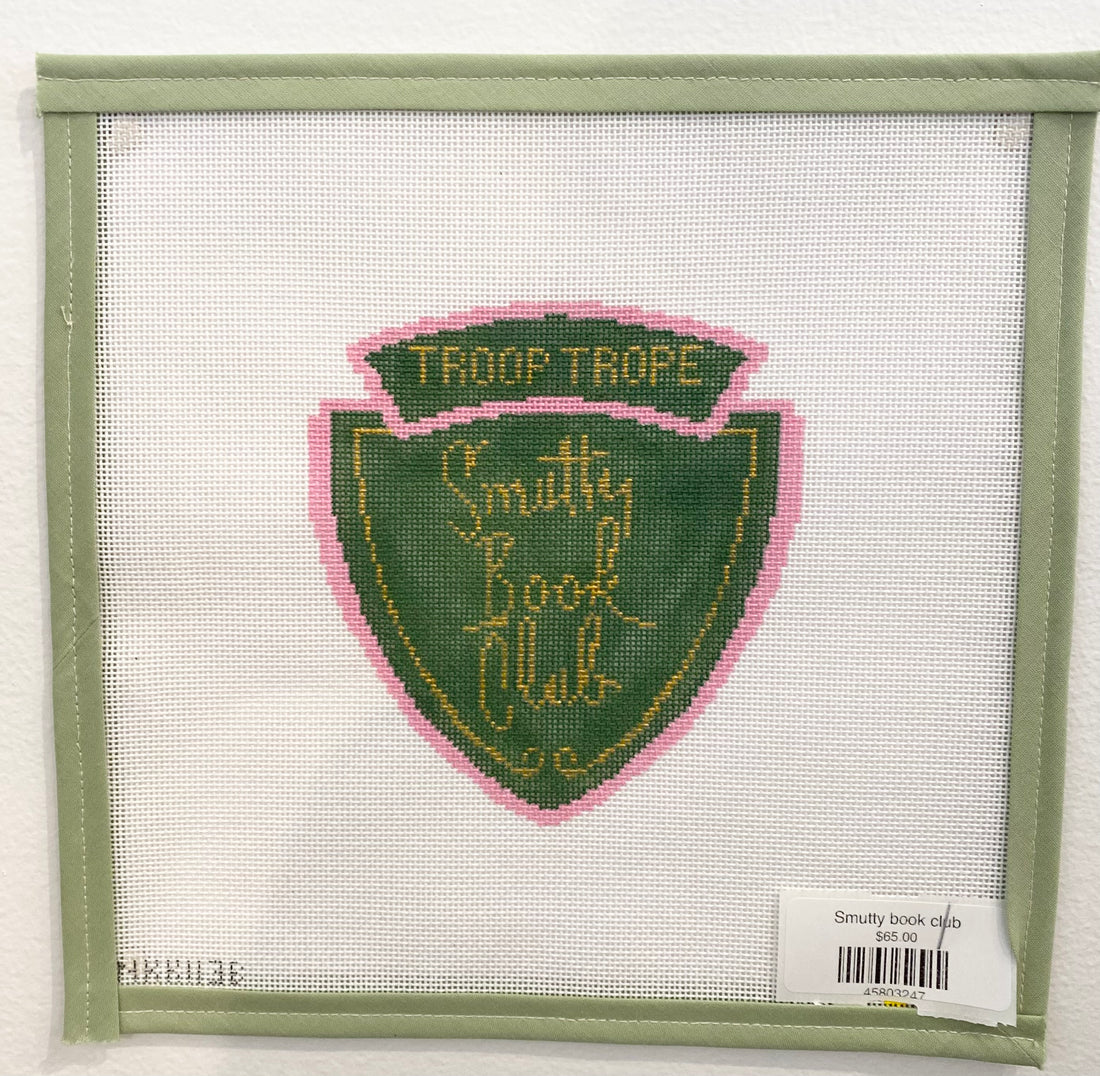 TROOP TROPE
Smutty
Book
Club
Smutty book club
$65.00
45803247